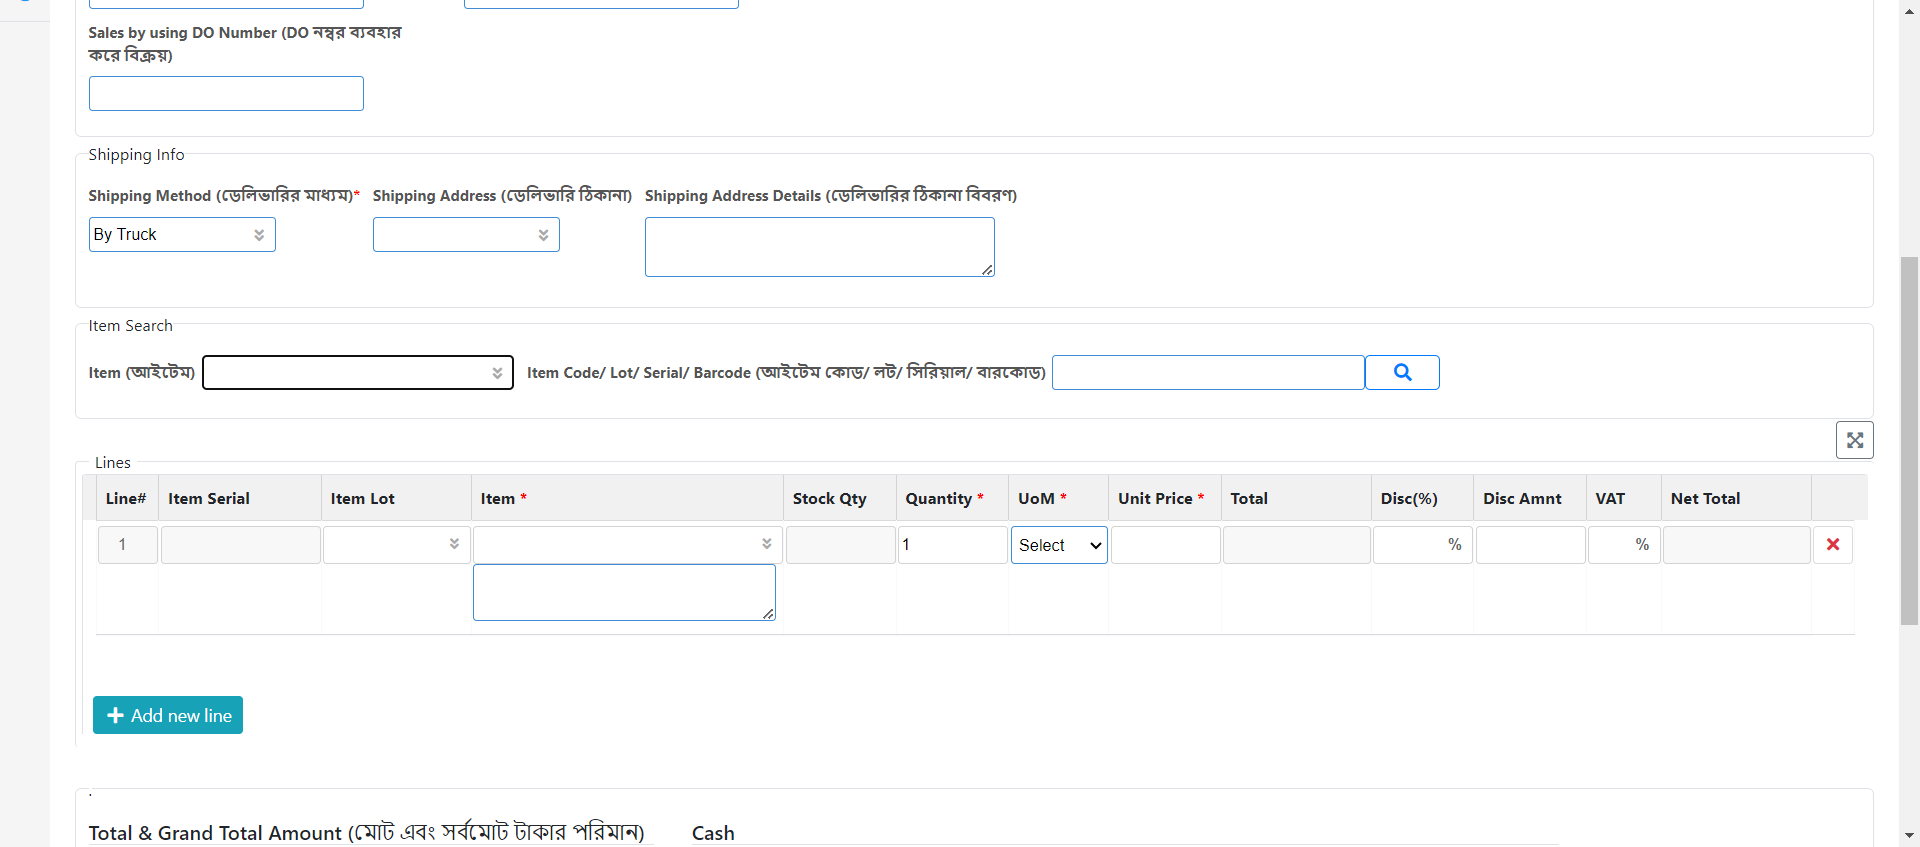 Sales by using DO Number (DO নম্বর ব্যবহার
করে বিক্রয়)
Shipping Info
Shipping Method (ডেলিভারির মাধ্যম)* Shipping Address (ডেলিভারি ঠিকানা) Shipping Address Details (ডেলিভারির ঠিকানা বিবরণ)
By Truck
Item Search
Item (আইটেম) Item Code/ Lot/ Serial/ Barcode (আইটেম কোড/ লট/ সিরিয়াল/ বারকোড)
Lines
Line# Item Serial Item Lot Item * Stock Qty Quantity * UoM * Unit Price * Total Disc(%) Disc Amnt VAT Net Total
1 1 Select % %
Add new line
.
Total & Grand Total Amount (মোট এবং সর্বমোট টাকার পরিমান) Cash